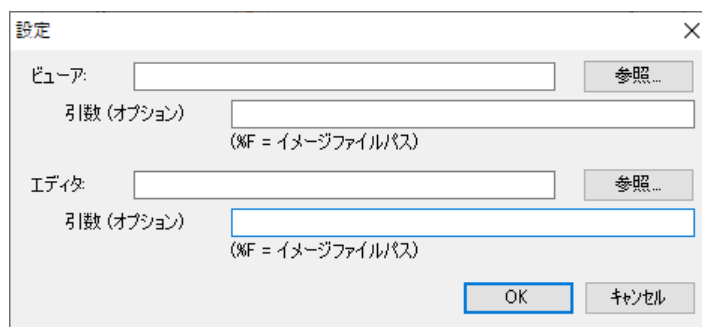 設定
ビューア: 参照...
引数 (オプション)
(%F = イメージファイルパス)
エディタ: 参照...
引数 (オプション)
(%F = イメージファイルパス)
OK キャンセル